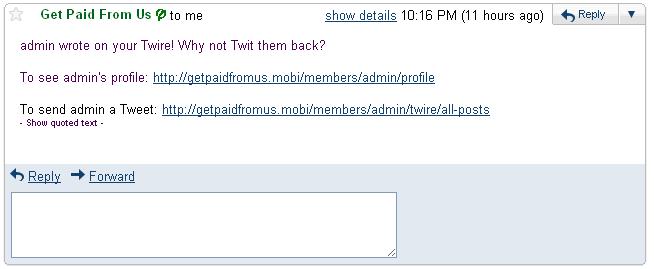 Get Paid From Us to me show details 10:16 PM (11 hours ago) Reply
admin wrote on your Twire! Why not Twit them back?
To see admin's profile: http://getpaidfromus.mobi/members/admin/profile
To send admin a Tweet: http://getpaidfromus.mobi/members/admin/twire/all-posts
- Show quoted text -
Reply Forward